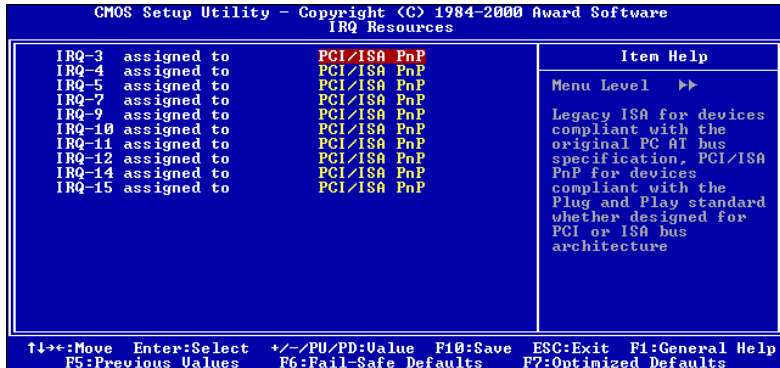 CMOS Setup Utility - Copyright (C) 1984-2000 Award Software
IRQ Resources
IRQ-3 assigned to PCI/ISA PnP
IRQ-4 assigned to PCI/ISA PnP
IRQ-5 assigned to PCI/ISA PnP
IRQ-7 assigned to PCI/ISA PnP
IRQ-9 assigned to PCI/ISA PnP
IRQ-10 assigned to PCI/ISA PnP
IRQ-11 assigned to PCI/ISA PnP
IRQ-12 assigned to PCI/ISA PnP
IRQ-14 assigned to PCI/ISA PnP
IRQ-15 assigned to PCI/ISA PnP
Item Help
Menu Level ▶▶
Legacy ISA for devices
compliant with the
original PC AT bus
specification, PCI/ISA
PnP for devices
compliant with the
Plug and Play standard
whether designed for
PCI or ISA bus
architecture
↑↓→←:Move Enter:Select +/-/PU/PD:Value F10:Save ESC:Exit F1:General Help
F5:Previous Values F6:Fail-Safe Defaults F7:Optimized Defaults